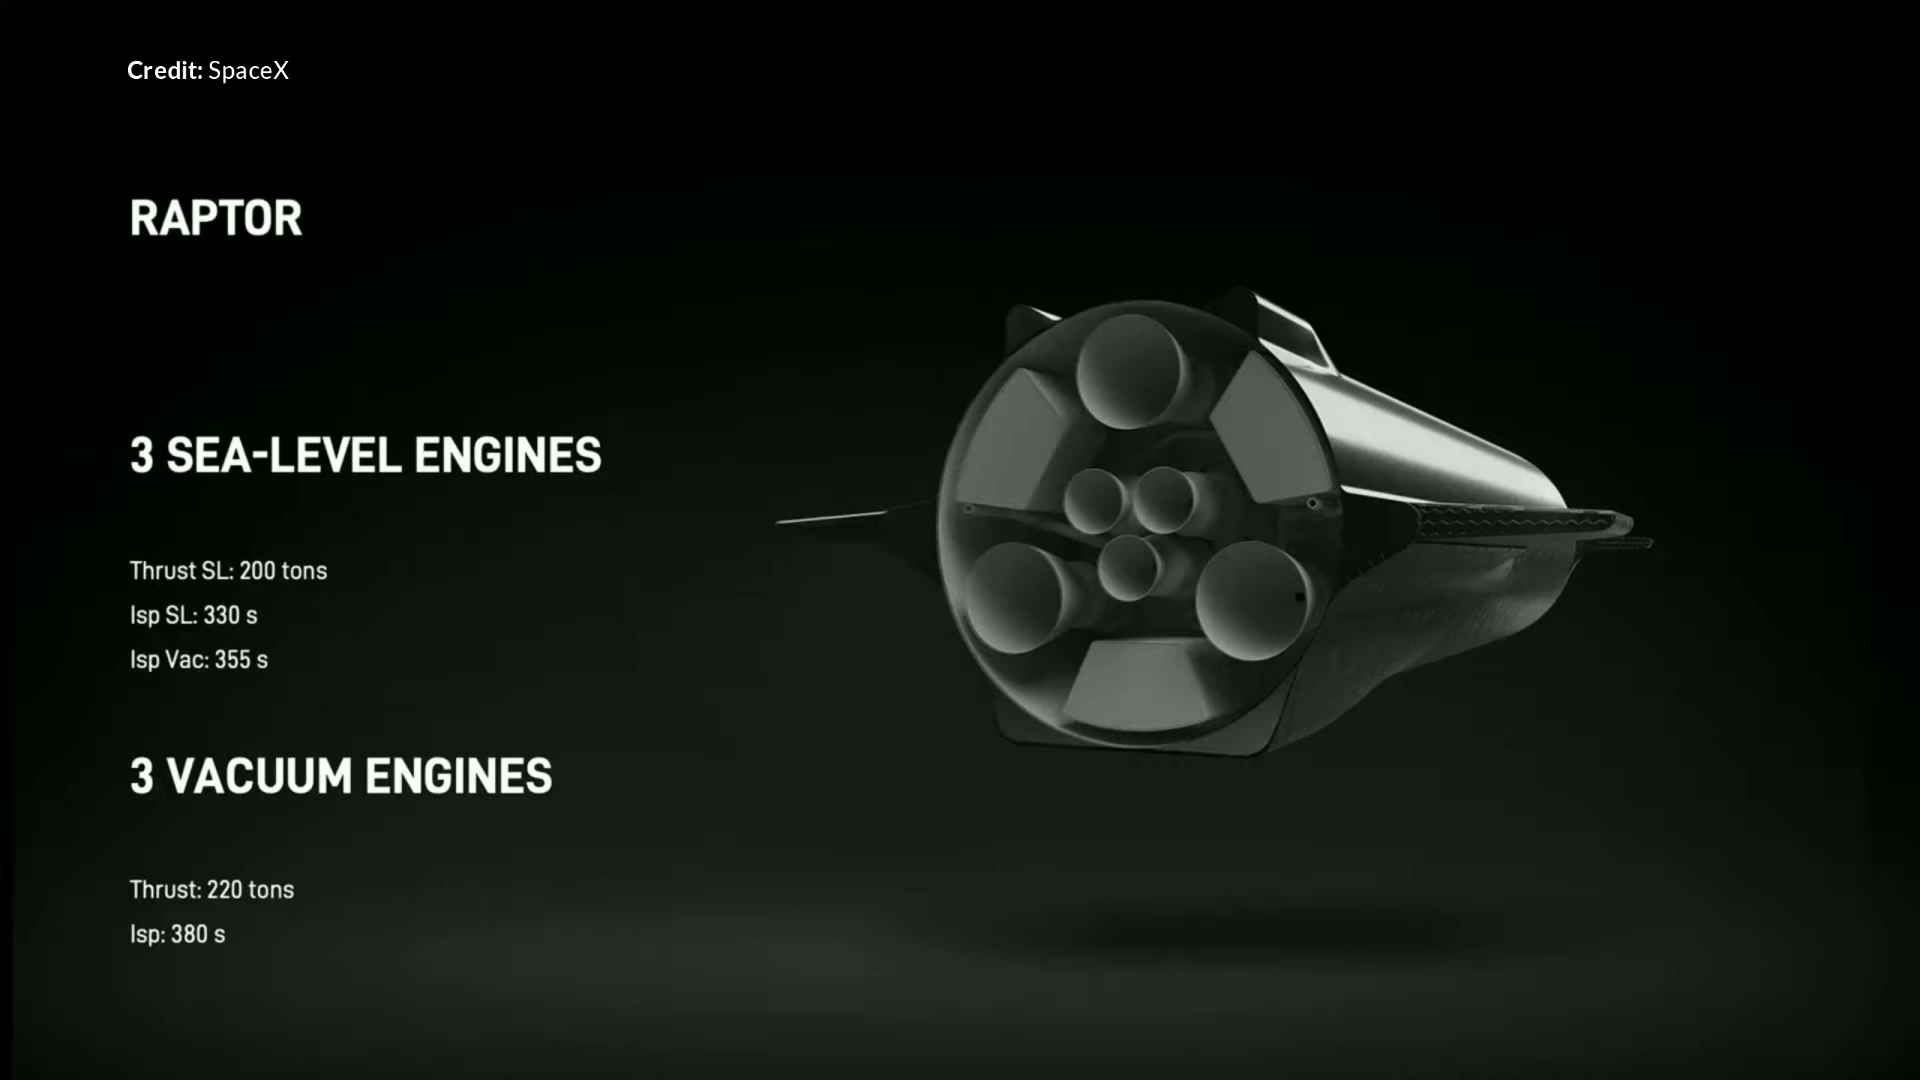 Credit: SpaceX
RAPTOR
3 SEA-LEVEL ENGINES
Thrust SL: 200 tons
Isp SL: 330 s
Isp Vac: 355 s
3 VACUUM ENGINES
Thrust: 220 tons
Isp: 380 s